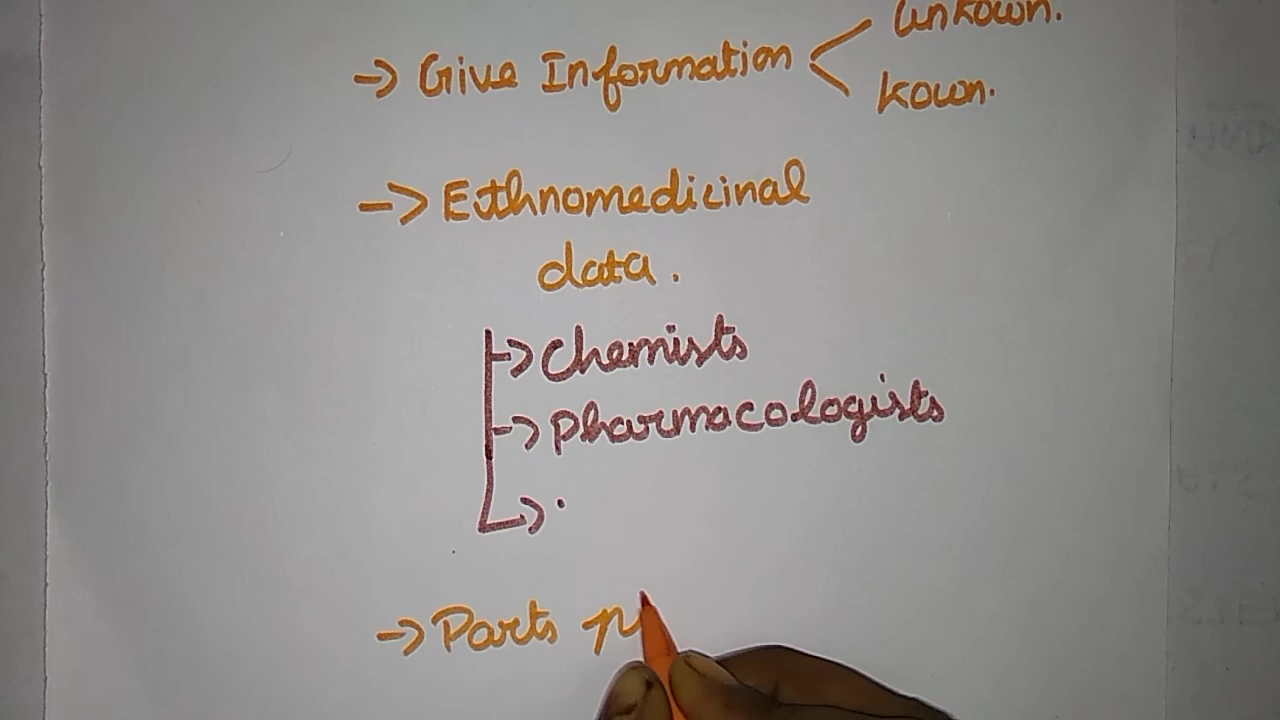 unkown.
-> Give Information
kown.
-> Ethnomedicinal
data.
-> Chemists
-> Pharmacologists
-> .
-> Parts